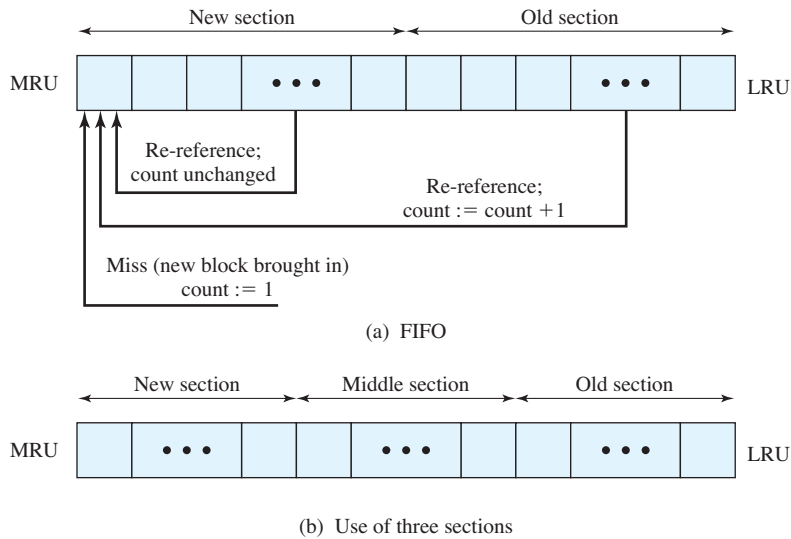 New section Old section
MRU • • • • • • LRU
Re-reference;
count unchanged
Re-reference;
count := count +1
Miss (new block brought in)
count := 1
(a) FIFO
New section Middle section Old section
MRU • • • • • • • • • LRU
(b) Use of three sections